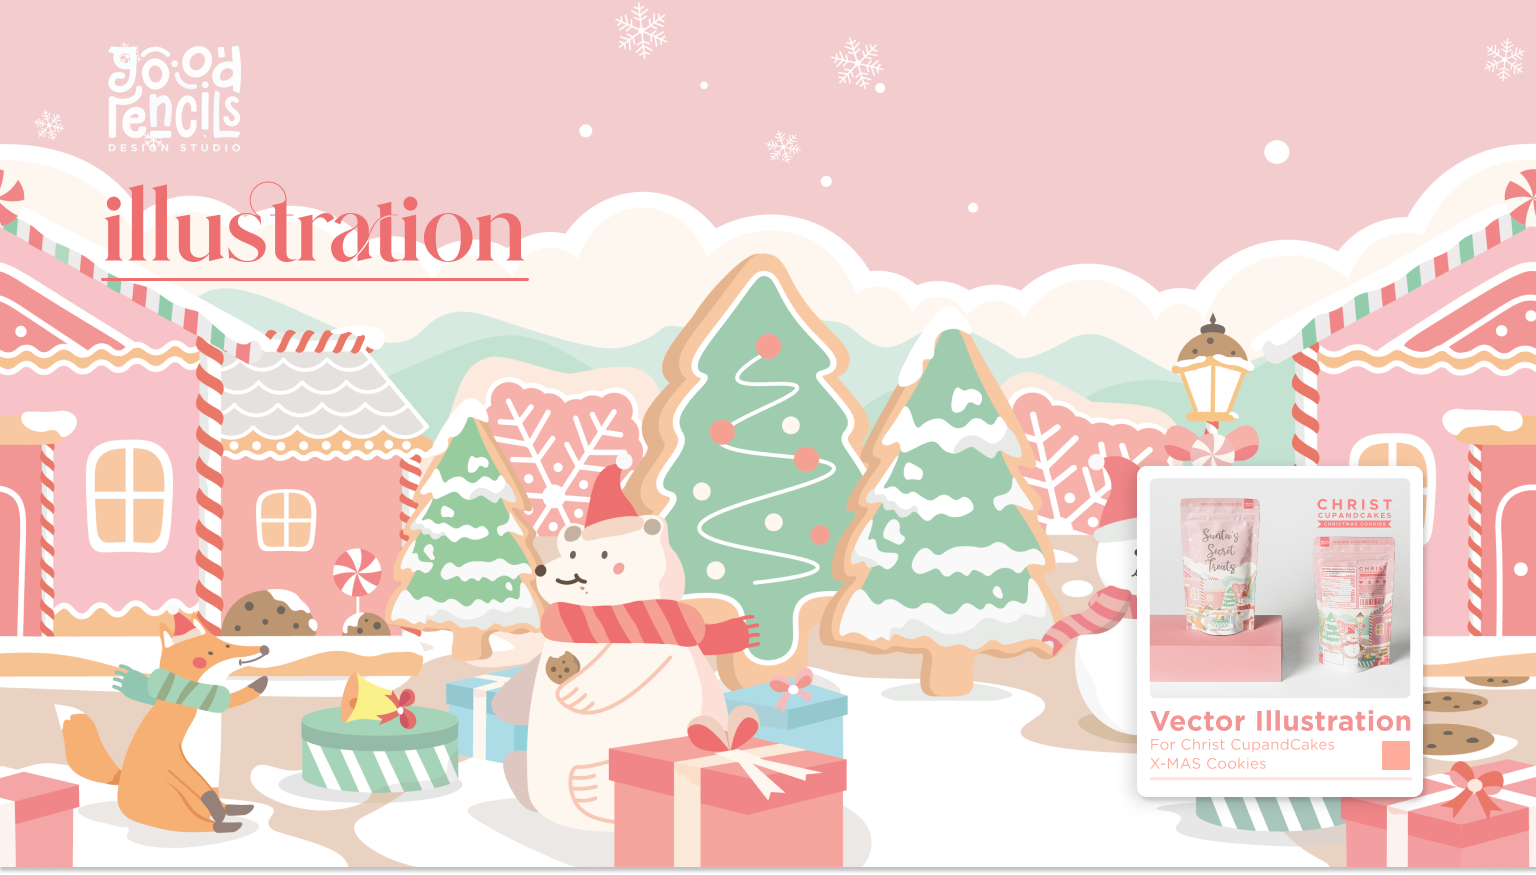 good
pencils
DESIGN STUDIO
illustration
Santa's
Secret
Treats
CHRIST
CUPANDCAKES
CHRISTMAS COOKIES
CHRIST
Vector Illustration
For Christ CupandCakes
X-MAS Cookies